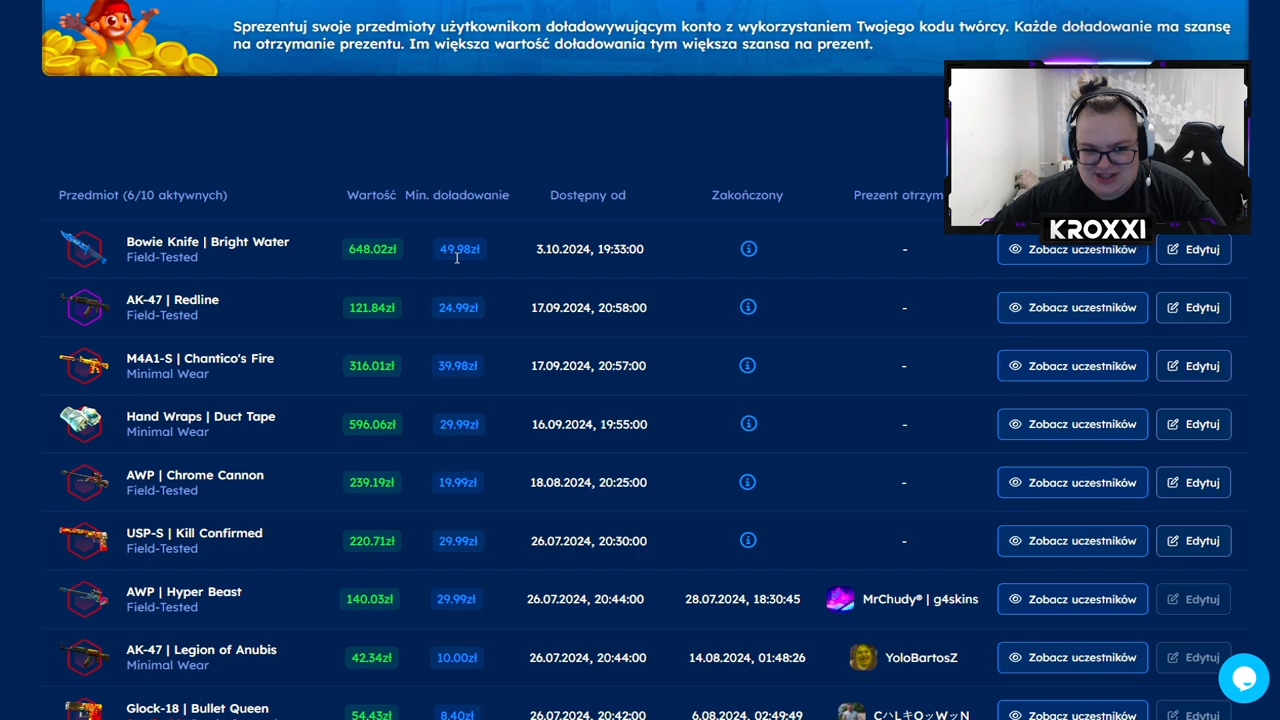 Sprezentuj swoje przedmioty użytkownikom doładowywującym konto z wykorzystaniem Twojego kodu twórcy. Każde doładowanie ma szansę
na otrzymanie prezentu. Im większa wartość doładowania tym większa szansa na prezent.
Przedmiot (6/10 aktywnych) Wartość Min. doładowanie Dostępny od Zakończony Prezent otrzym
KROXXI
Bowie Knife | Bright Water
Field-Tested
648.02zł 49.98zł 3.10.2024, 19:33:00 - Zobacz uczestników Edytuj
AK-47 | Redline
Field-Tested
121.84zł 24.99zł 17.09.2024, 20:58:00 - Zobacz uczestników Edytuj
M4A1-S | Chantico's Fire
Minimal Wear
316.01zł 39.98zł 17.09.2024, 20:57:00 - Zobacz uczestników Edytuj
Hand Wraps | Duct Tape
Minimal Wear
596.06zł 29.99zł 16.09.2024, 19:55:00 - Zobacz uczestników Edytuj
AWP | Chrome Cannon
Field-Tested
239.19zł 19.99zł 18.08.2024, 20:25:00 - Zobacz uczestników Edytuj
USP-S | Kill Confirmed
Field-Tested
220.71zł 29.99zł 26.07.2024, 20:30:00 - Zobacz uczestników Edytuj
AWP | Hyper Beast
Field-Tested
140.03zł 29.99zł 26.07.2024, 20:44:00 28.07.2024, 18:30:45 MrChudy® | g4skins Zobacz uczestników Edytuj
AK-47 | Legion of Anubis
Minimal Wear
42.34zł 10.00zł 26.07.2024, 20:44:00 14.08.2024, 01:48:26 YoloBartosZ Zobacz uczestników Edytuj
Glock-18 | Bullet Queen
54.43zł 8.40zł 26.07.2024, 20:42:00 6.08.2024, 02:49:49 Zobacz uczestników Edytuj